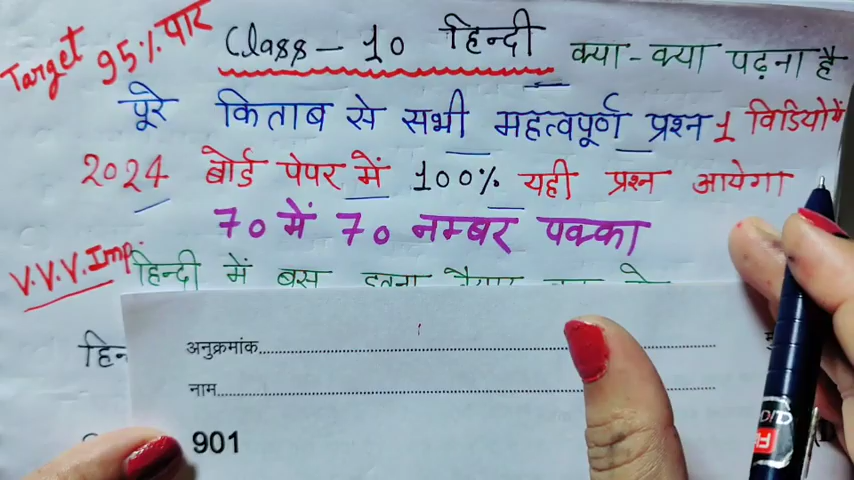 Target 95% पार
Class - 10 हिन्दी क्या-क्या पढ़ना है
पूरे किताब से सभी महत्वपूर्ण प्रश्न 1 विडियो में
2024 बोर्ड पेपर में 100% यही प्रश्न आयेगा
70 में 70 नम्बर पक्का
V.V.V. Imp.
हिन्दी में बस इतना तैयार
अनुक्रमांक
नाम
901